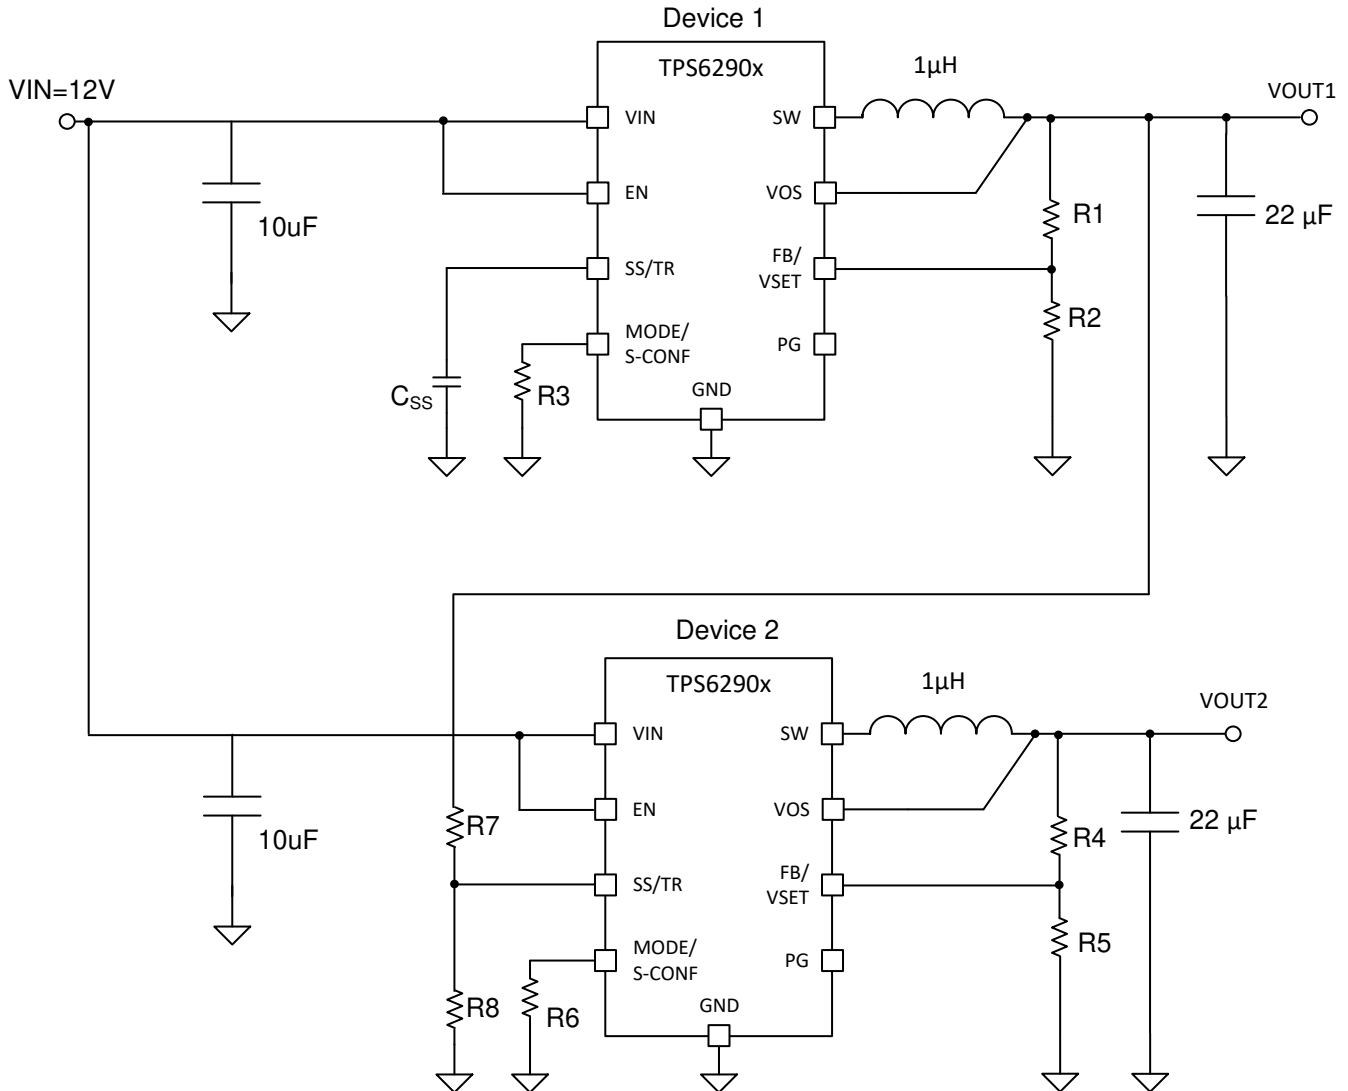 Device 1
TPS6290x
1µH
VIN=12V
VOUT1
VIN
SW
EN
VOS
10uF
R1
22 µF
SS/TR
FB/
VSET
R2
MODE/
S-CONF
PG
CSS
R3
GND
Device 2
TPS6290x
1µH
VOUT2
VIN
SW
EN
VOS
10uF
R7
R4
22 µF
SS/TR
FB/
VSET
R5
MODE/
S-CONF
PG
R8
R6
GND